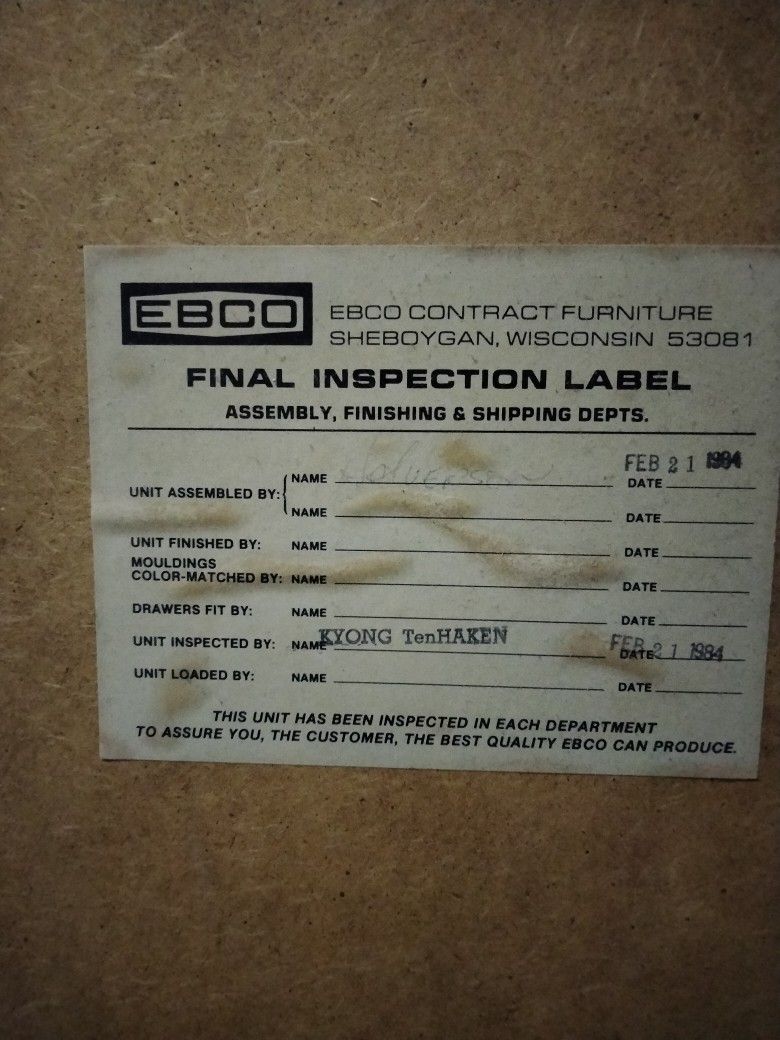 EBCO
EBCO CONTRACT FURNITURE
SHEBOYGAN, WISCONSIN 53081
FINAL INSPECTION LABEL
ASSEMBLY, FINISHING & SHIPPING DEPTS.
UNIT ASSEMBLED BY: NAME DATE FEB 21 1984
NAME DATE
UNIT FINISHED BY: NAME DATE
MOULDINGS
COLOR-MATCHED BY: NAME DATE
DRAWERS FIT BY: NAME DATE
UNIT INSPECTED BY: NAME KYONG TenHAKEN DATE FEB 21 1984
UNIT LOADED BY: NAME DATE
THIS UNIT HAS BEEN INSPECTED IN EACH DEPARTMENT
TO ASSURE YOU, THE CUSTOMER, THE BEST QUALITY EBCO CAN PRODUCE.